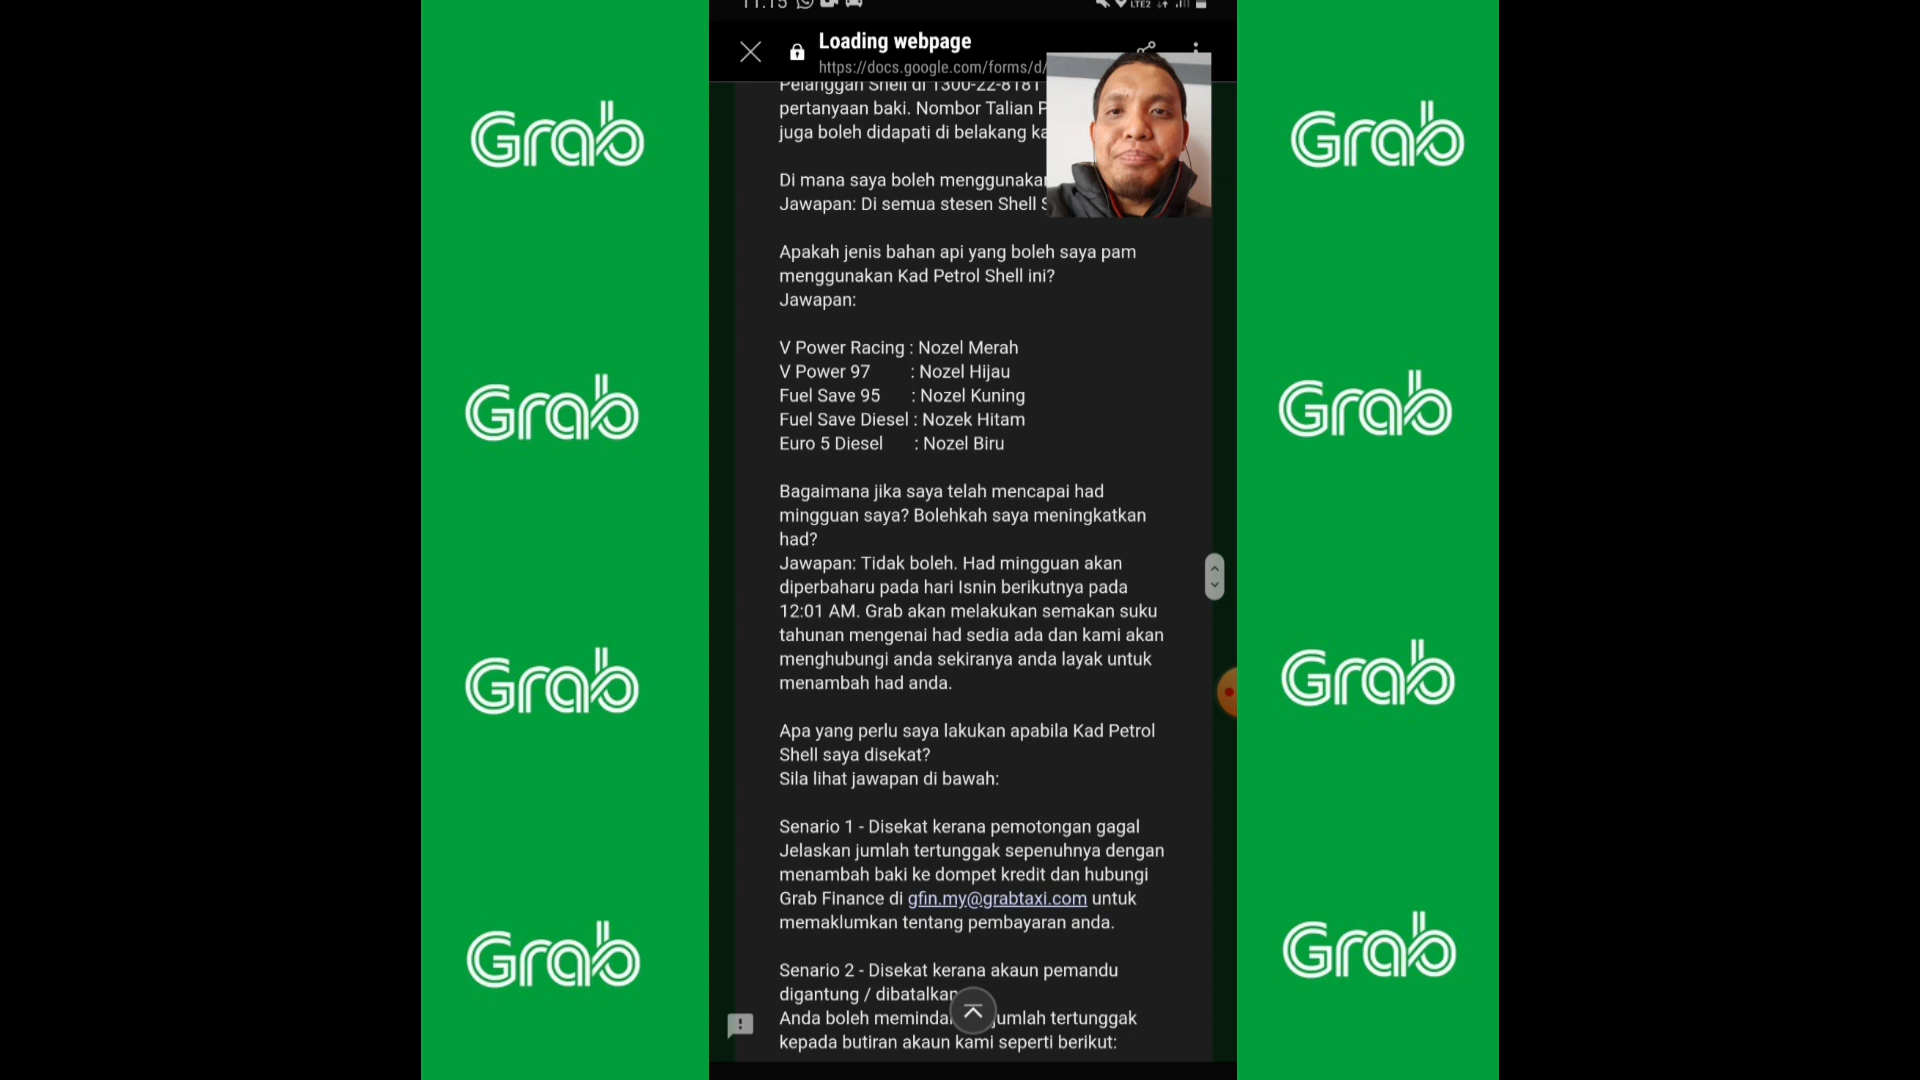 11:15
LTE2
Loading webpage
https://docs.google.com/forms/d/
Pelanggan Shell di 1300-22-8181
pertanyaan baki. Nombor Talian
juga boleh didapati di belakang
Di mana saya boleh
Jawapan: Di semua stesen Shell
Apakah jenis bahan api yang boleh saya pam
menggunakan Kad Petrol Shell ini?
Jawapan:
V Power Racing : Nozel Merah
V Power 97 : Nozel Hijau
Fuel Save 95 : Nozel Kuning
Fuel Save Diesel : Nozek Hitam
Euro 5 Diesel : Nozel Biru
Bagaimana jika saya telah mencapai had
mingguan saya? Bolehkah saya meningkatkan
had?
Jawapan: Tidak boleh. Had mingguan akan
diperbaharu pada hari Isnin berikutnya pada
12:01 AM. Grab akan melakukan semakan suku
tahunan mengenai had sedia ada dan kami akan
menghubungi anda sekiranya anda layak untuk
menambah had anda.
Apa yang perlu saya lakukan apabila Kad Petrol
Shell saya disekat?
Sila lihat jawapan di bawah:
Senario 1 - Disekat kerana pemotongan gagal
Jelaskan jumlah tertunggak sepenuhnya dengan
menambah baki ke dompet kredit dan hubungi
Grab Finance di gfin.my@grabtaxi.com untuk
memaklumkan tentang pembayaran anda.
Senario 2 - Disekat kerana akaun pemandu
digantung / dibatalkan
Anda boleh jumlah tertunggak
kepada butiran akaun kami seperti berikut:
Grab
Grab
Grab
Grab
Grab
Grab
Grab
Grab